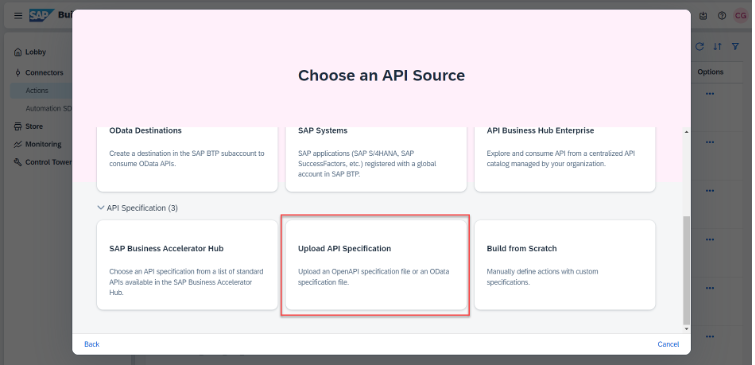 SAP Bui
CG
Lobby
Connectors
Actions
Automation SD
Store
Monitoring
Control Tower
Options
Choose an API Source
OData Destinations
Create a destination in the SAP BTP subaccount to
consume OData APIs.
SAP Systems
SAP applications (SAP S/4HANA, SAP
SuccessFactors, etc.) registered with a global
account in SAP BTP.
API Business Hub Enterprise
Explore and consume API from a centralized API
catalog managed by your organization.
API Specification (3)
SAP Business Accelerator Hub
Choose an API specification from a list of standard
APIs available in the SAP Business Accelerator
Hub.
Upload API Specification
Upload an OpenAPI specification file or an OData
specification file.
Build from Scratch
Manually define actions with custom
specifications.
Back
Cancel